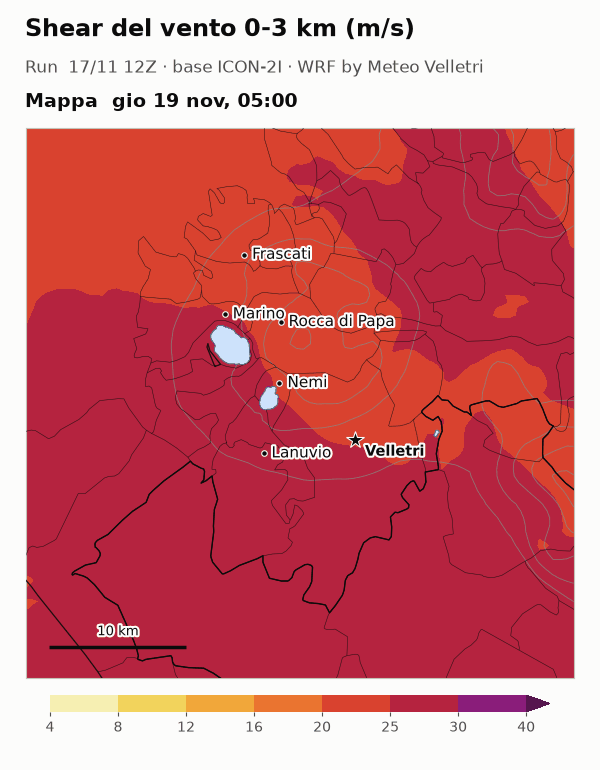 Shear del vento 0-3 km (m/s)
Run  17/11 12Z · base ICON-2I · WRF by Meteo Velletri
Mappa  gio 19 nov, 05:00
Frascati
Marino
Rocca di Papa
Nemi
Velletri
Lanuvio
10 km
4 8 12 16 20 25 30 40